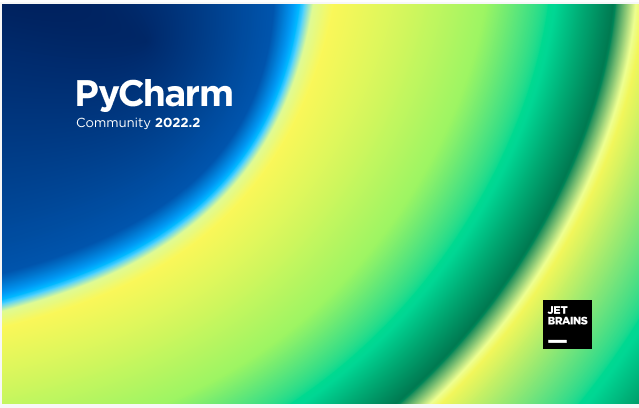 PyCharm
Community 2022.2
JET
BRAINS